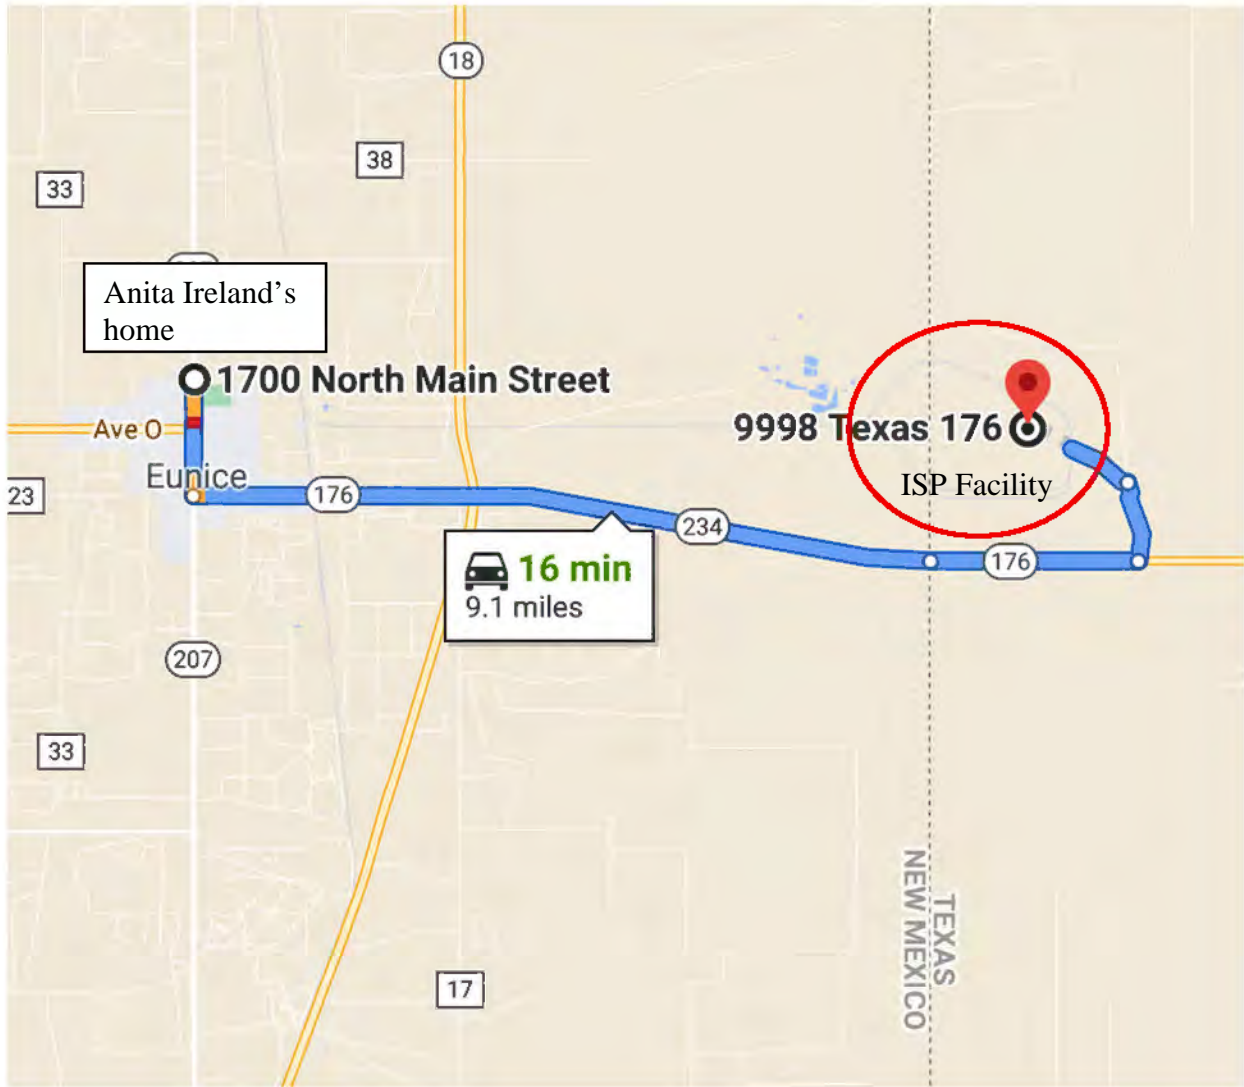 18
38
33
Anita Ireland's
home
1700 North Main Street
Ave O
9998 Texas 176
Eunice
ISP Facility
23
176
234
176
16 min
9.1 miles
207
33
17
TEXAS
NEW MEXICO